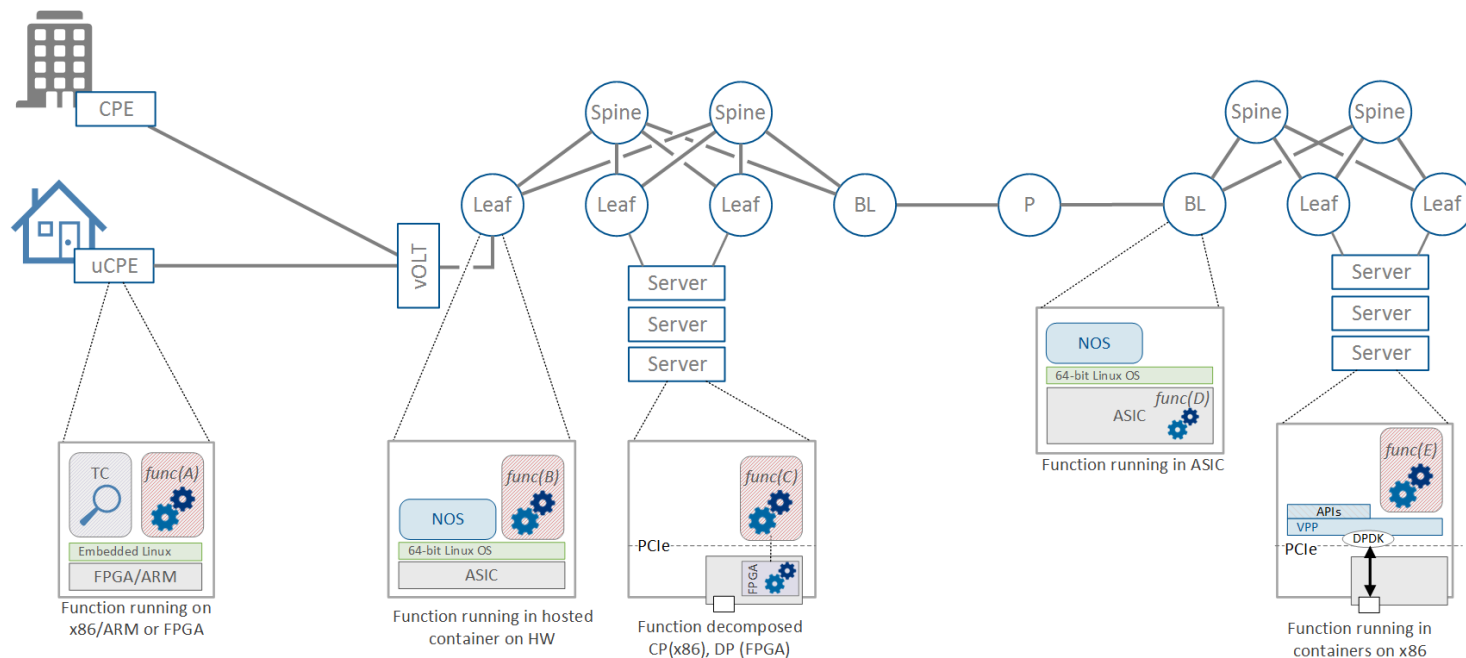 CPE
uCPE
vOLT
Spine
Spine
Leaf
Leaf
Leaf
BL
P
BL
Spine
Spine
Leaf
Leaf
Server
Server
Server
Server
Server
Server
TC
func(A)
Embedded Linux
FPGA/ARM
Function running on
x86/ARM or FPGA
func(B)
NOS
64-bit Linux OS
ASIC
Function running in hosted
container on HW
func(C)
PCIe
FPGA
Function decomposed
CP(x86), DP (FPGA)
NOS
64-bit Linux OS
func(D)
ASIC
Function running in ASIC
func(E)
APIs
VPP
DPDK
PCIe
Function running in
containers on x86